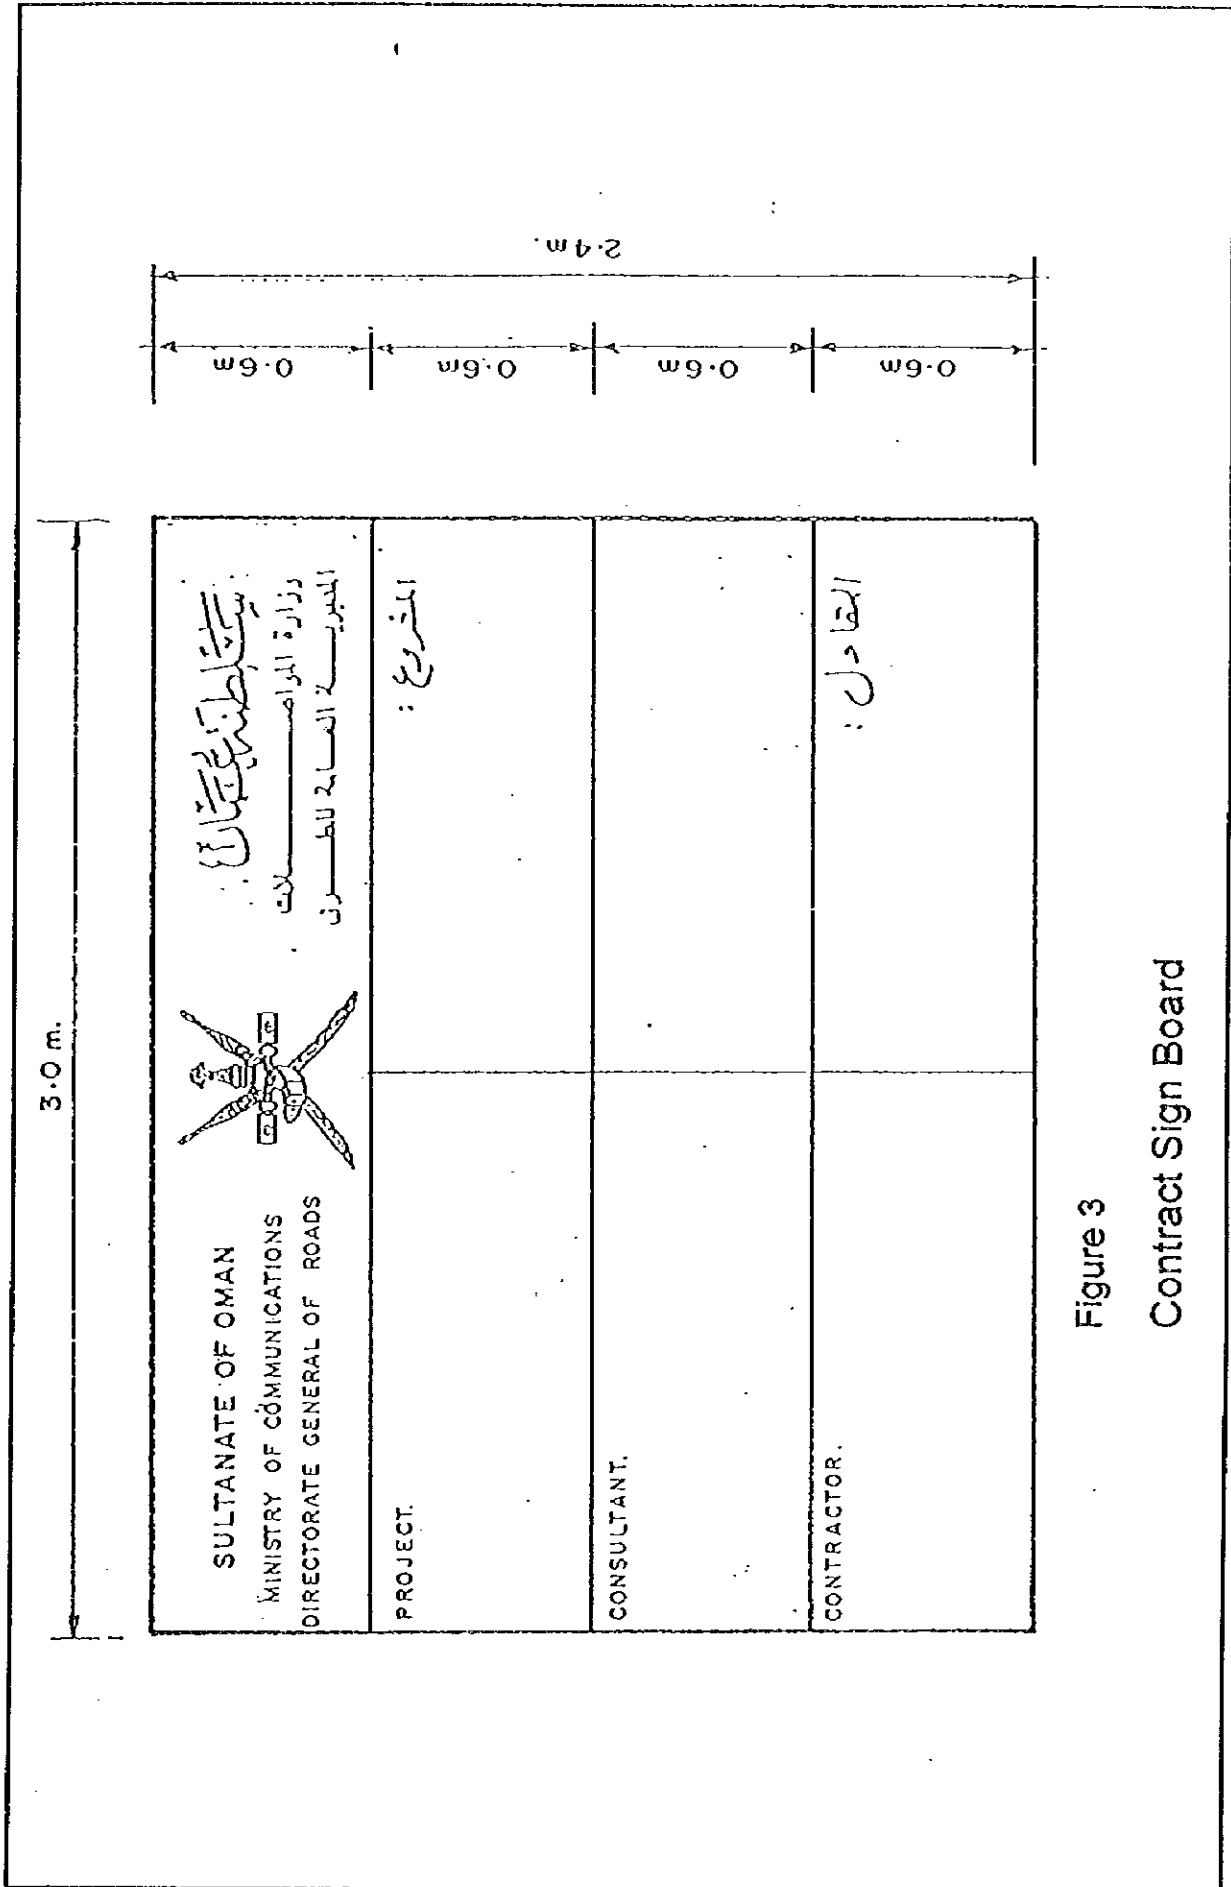 3.0 m.
SULTANATE OF OMAN
MINISTRY OF COMMUNICATIONS
DIRECTORATE GENERAL OF ROADS
سلطنة عمان
وزارة المواصلات
المديرية العامة للطرق
0.6m
2.4m.
PROJECT.
المشروع :
0.6m
CONSULTANT.
0.6m
CONTRACTOR.
المقاول :
0.6m
Figure 3
Contract Sign Board